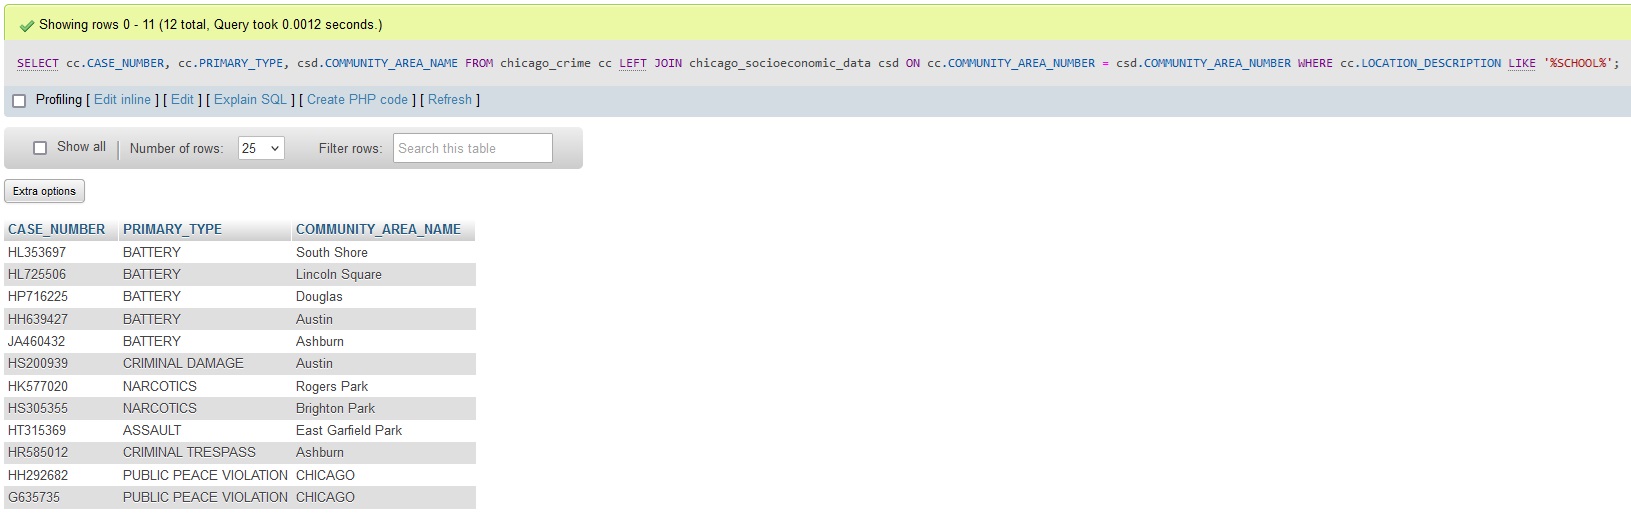 Showing rows 0 - 11 (12 total, Query took 0.0012 seconds.)
SELECT cc.CASE_NUMBER, cc.PRIMARY_TYPE, csd.COMMUNITY_AREA_NAME FROM chicago_crime cc LEFT JOIN chicago_socioeconomic_data csd ON cc.COMMUNITY_AREA_NUMBER = csd.COMMUNITY_AREA_NUMBER WHERE cc.LOCATION_DESCRIPTION LIKE '%SCHOOL%';
Profiling [ Edit inline ] [ Edit ] [ Explain SQL ] [ Create PHP code ] [ Refresh ]
Show all Number of rows: 25 Filter rows: Search this table
Extra options
CASE_NUMBER PRIMARY_TYPE COMMUNITY_AREA_NAME
HL353697 BATTERY South Shore
HL725506 BATTERY Lincoln Square
HP716225 BATTERY Douglas
HH639427 BATTERY Austin
JA460432 BATTERY Ashburn
HS200939 CRIMINAL DAMAGE Austin
HK577020 NARCOTICS Rogers Park
HS305355 NARCOTICS Brighton Park
HT315369 ASSAULT East Garfield Park
HR585012 CRIMINAL TRESPASS Ashburn
HH292682 PUBLIC PEACE VIOLATION CHICAGO
G635735 PUBLIC PEACE VIOLATION CHICAGO